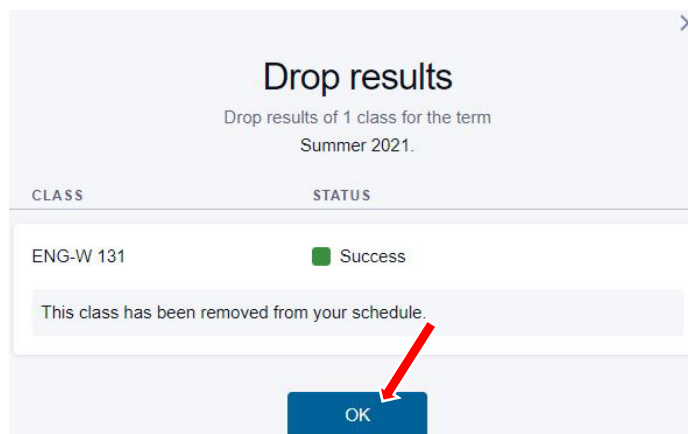 Drop results
Drop results of 1 class for the term
Summer 2021.
CLASS STATUS
ENG-W 131 Success
This class has been removed from your schedule.
OK